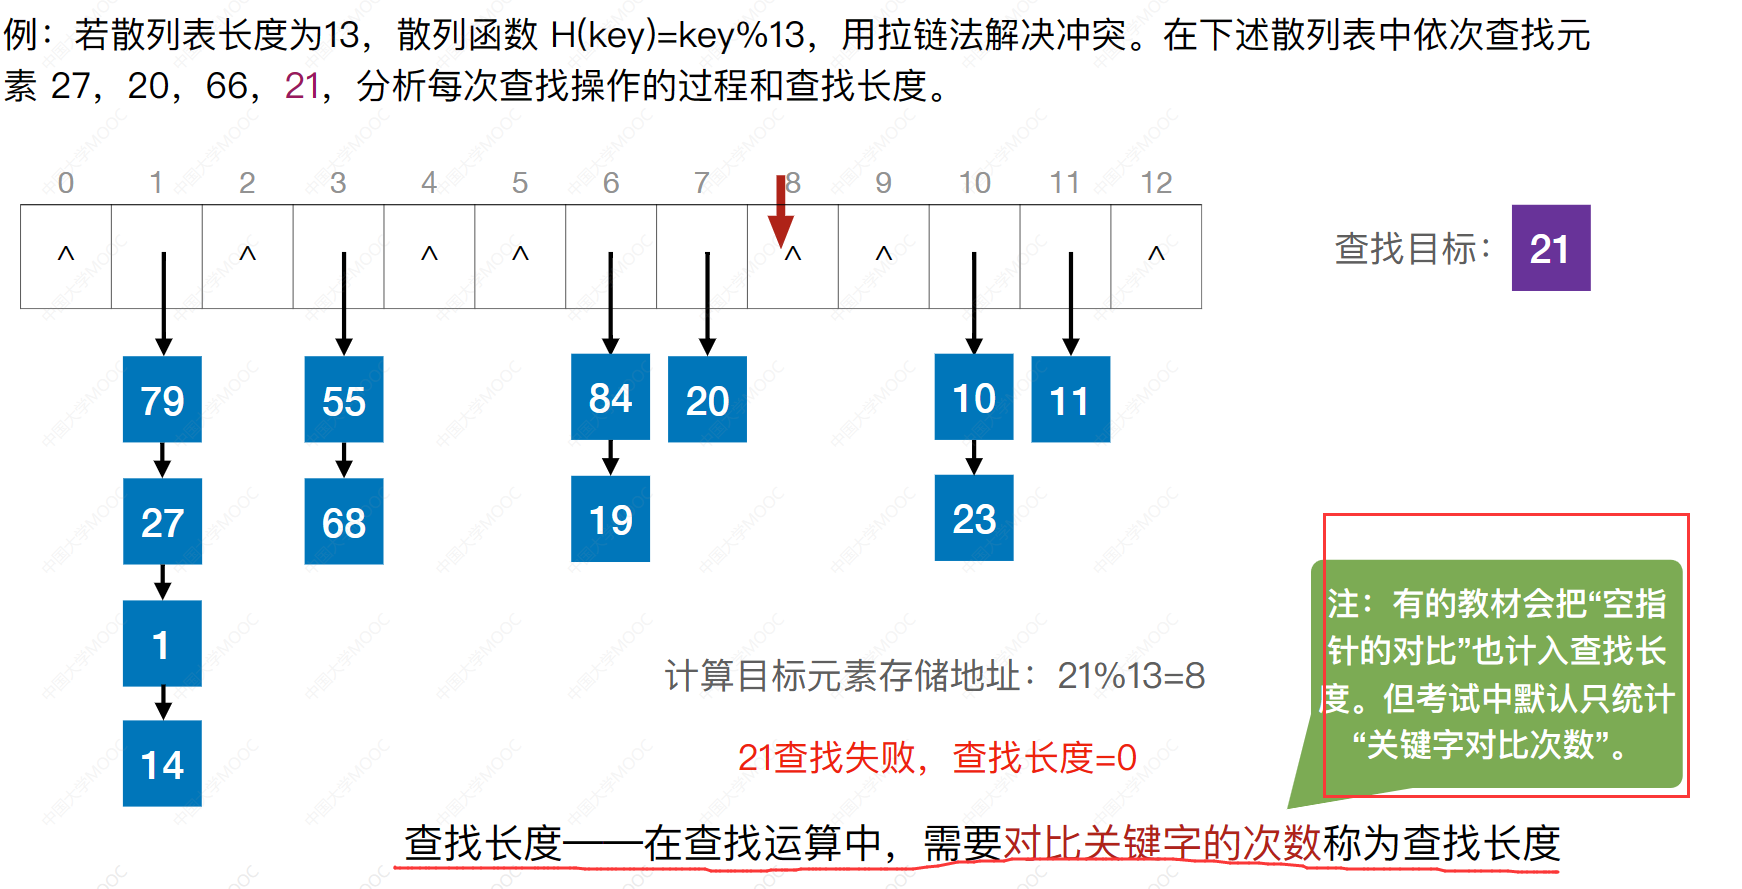 例：若散列表长度为13，散列函数 H(key)=key%13，用拉链法解决冲突。在下述散列表中依次查找元
素 27，20，66，21，分析每次查找操作的过程和查找长度。
0 1 2 3 4 5 6 7 8 9 10 11 12
^ ^ ^ ^ ^ ^ ^
查找目标： 21
79 55 84 20 10 11
27 68 19 23
1
14
计算目标元素存储地址：21%13=8
21查找失败，查找长度=0
注：有的教材会把“空指
针的对比”也计入查找长
度。但考试中默认只统计
“关键字对比次数”。
查找长度——在查找运算中，需要对比关键字的次数称为查找长度
中国大学MOOC